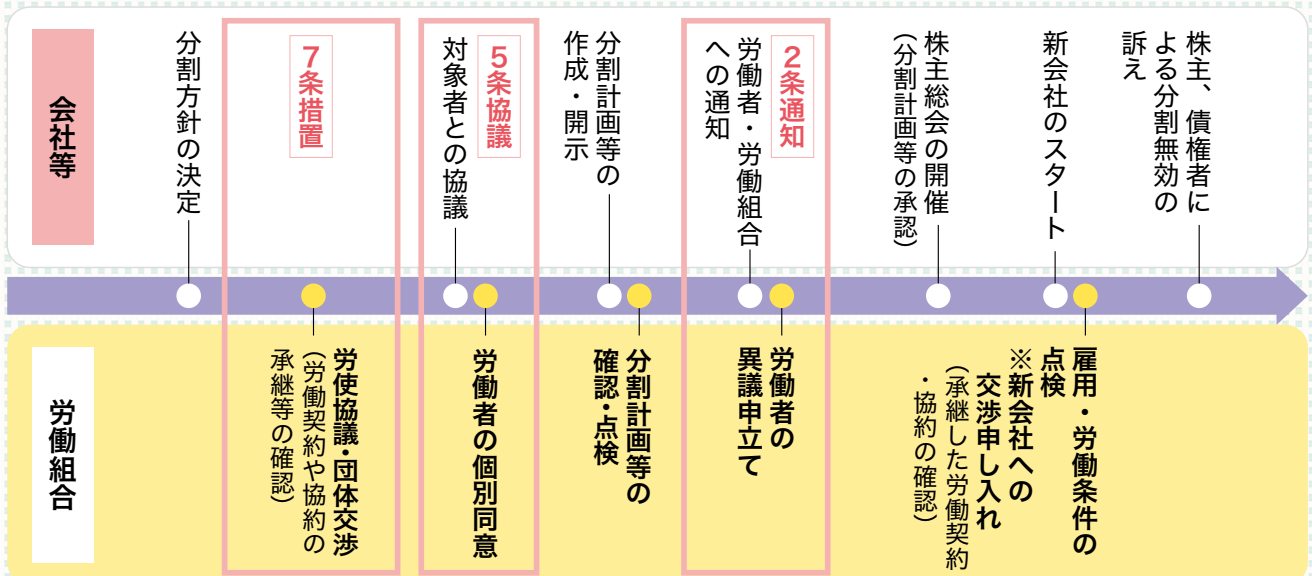 会社等
分割方針の決定
7条措置
5条協議
対象者との協議
分割計画等の
作成・開示
2条通知
労働者・労働組合
への通知
株主総会の開催
(分割計画等の承認)
新会社のスタート
株主、債権者に
よる分割無効の
訴え
労働組合
労使協議・団体交渉
(労働契約や協約の
承継等の確認)
労働者の個別同意
分割計画等の
確認・点検
労働者の
異議申立て
雇用・労働条件の
点検
※新会社への
交渉申し入れ
(承継した労働契約
・協約の確認)